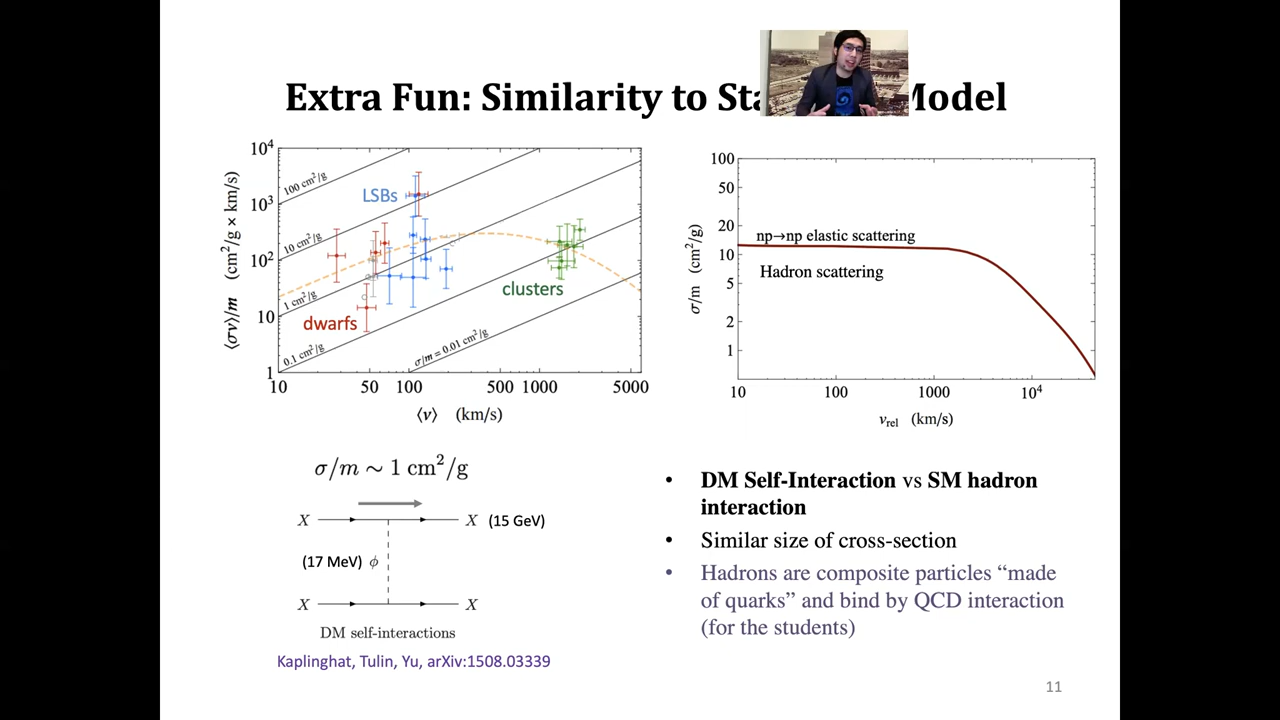 Extra Fun: Similarity to Sta Model
10⁴
10³
10²
10
1
⟨σv⟩/m (cm²/g × km/s)
100 cm²/g
10 cm²/g
1 cm²/g
0.1 cm²/g
σ/m = 0.01 cm²/g
LSBs
dwarfs
clusters
10 50 100 500 1000 5000
⟨v⟩ (km/s)
100
50
20
10
5
2
1
σ/m (cm²/g)
np→np elastic scattering
Hadron scattering
10 100 1000 10⁴
vrel (km/s)
σ/m ∼ 1 cm²/g
X X (15 GeV)
(17 MeV) ϕ
X X
DM self-interactions
Kaplinghat, Tulin, Yu, arXiv:1508.03339
• DM Self-Interaction vs SM hadron
interaction
• Similar size of cross-section
• Hadrons are composite particles “made
of quarks” and bind by QCD interaction
(for the students)
11